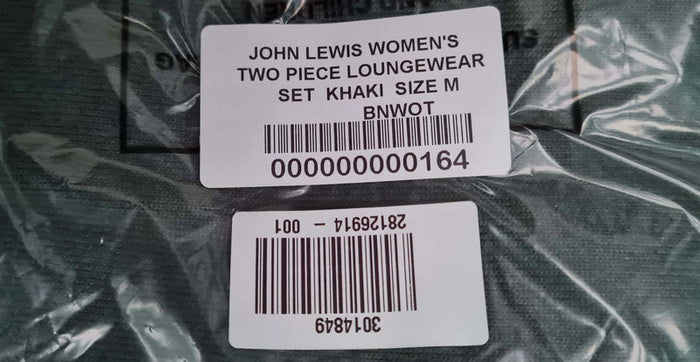 JOHN LEWIS WOMEN'S
TWO PIECE LOUNGEWEAR
SET KHAKI SIZE M
BNWOT
000000000164
3014849
28126914 - 001